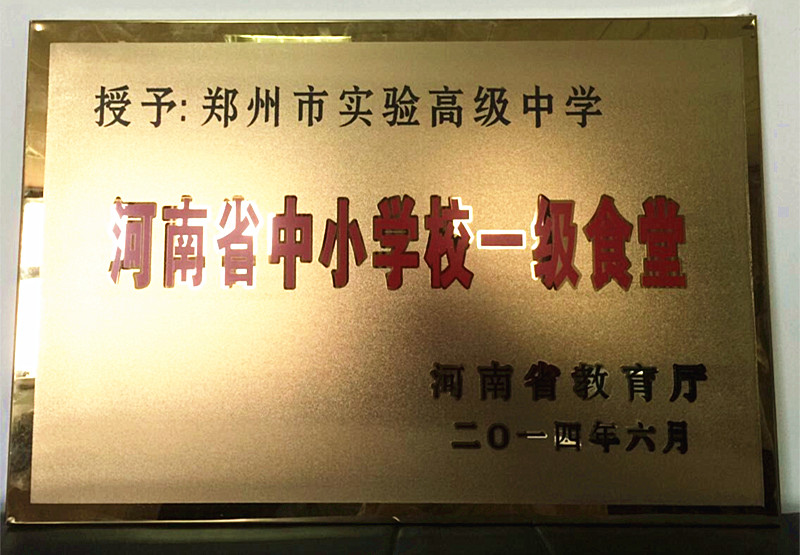 授予:郑州市实验高级中学
河南省中小学校一级食堂
河南省教育厅
二〇一四年六月